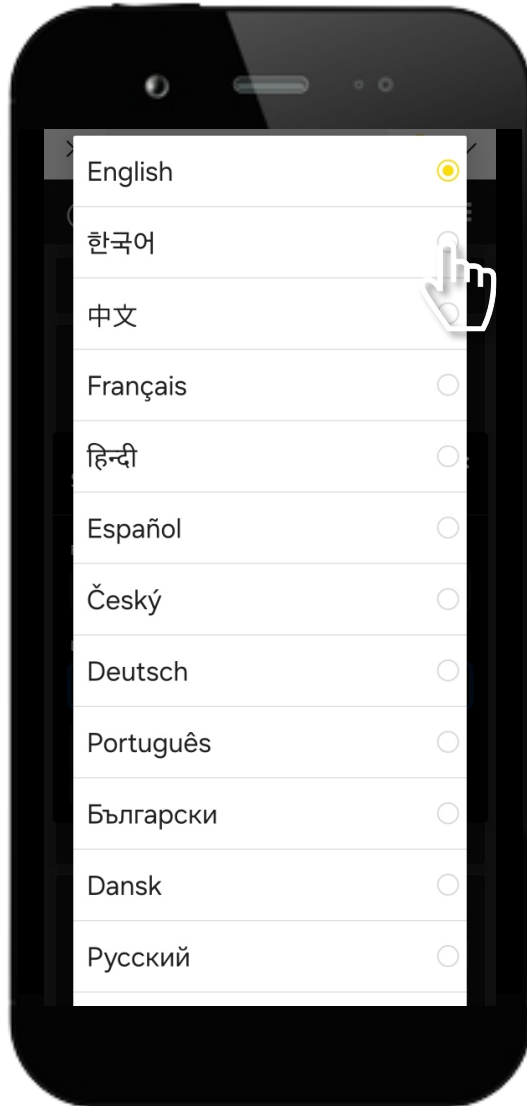 English
한국어
中文
Français
हिन्दी
Español
Český
Deutsch
Português
Български
Dansk
Русский